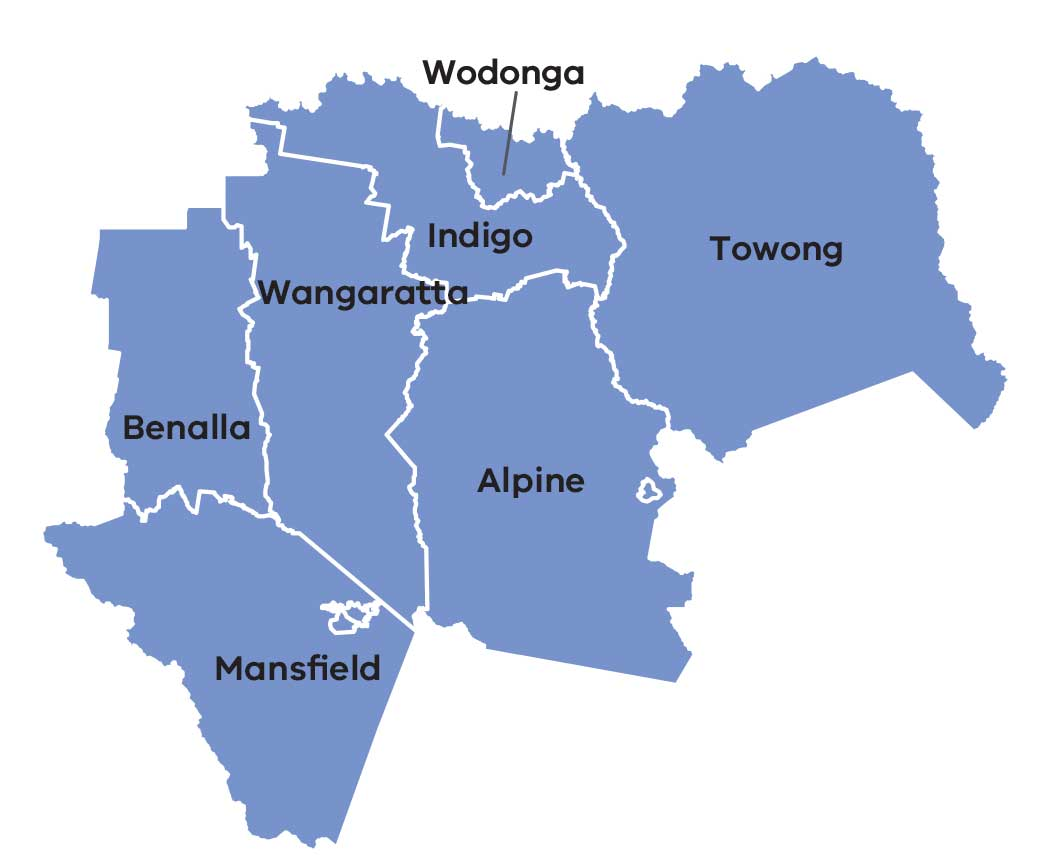 Wodonga
Indigo
Towong
Wangaratta
Benalla
Alpine
Mansfield